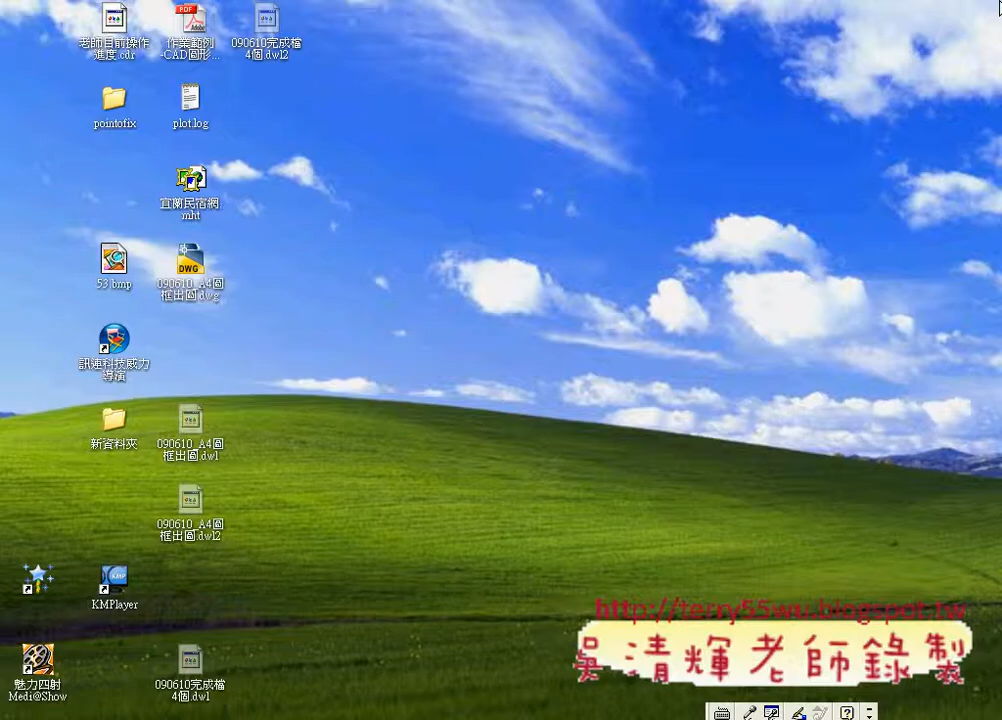 老師目前操作
進度.cdr
PDF
Adobe
作業範例
-CAD圖形...
090610完成檔
4個.dwl2
pointofix
plot.log
宜蘭民宿網
mht
53.bmp
DWG
090610_A4圖
框出圖.dwg
訊連科技威力
導演
新資料夾
090610_A4圖
框出圖.dwl
090610_A4圖
框出圖.dwl2
KMP
KMPlayer
魅力四射
Medi@Show
090610完成檔
4個.dwl
http://terry55wu.blogspot.tw
吳清輝老師錄製